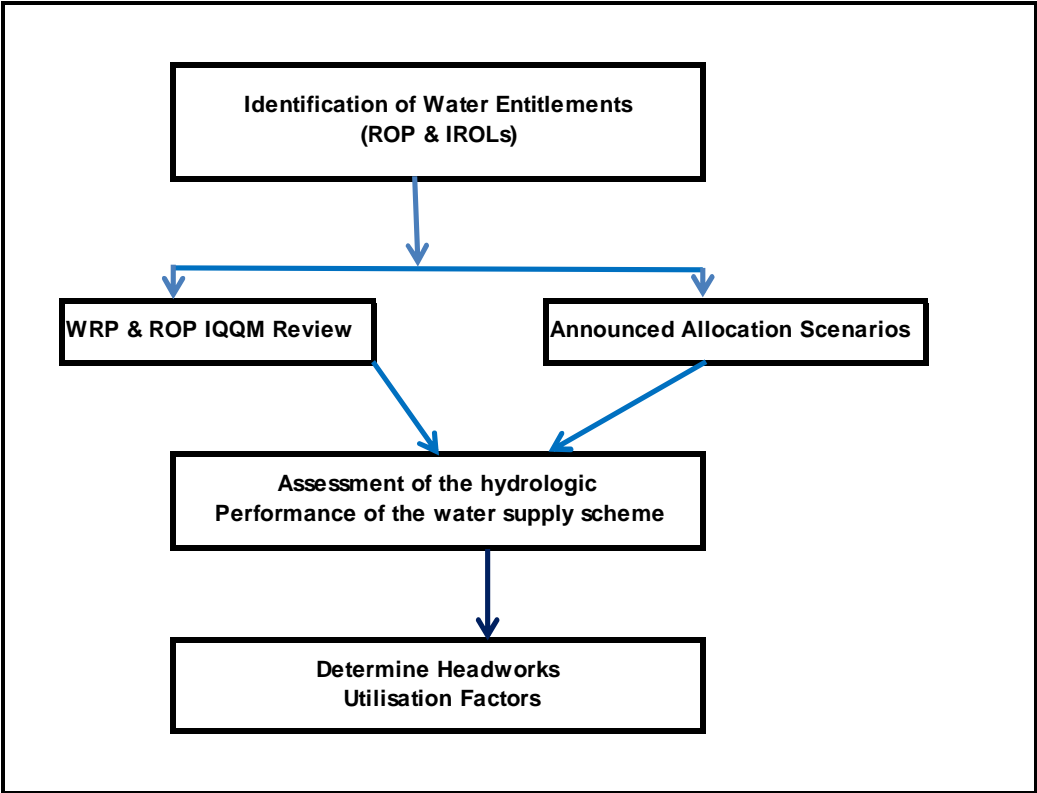 Identification of Water Entitlements
(ROP & IROLs)
WRP & ROP IQQM Review
Announced Allocation Scenarios
Assessment of the hydrologic
Performance of the water supply scheme
Determine Headworks
Utilisation Factors